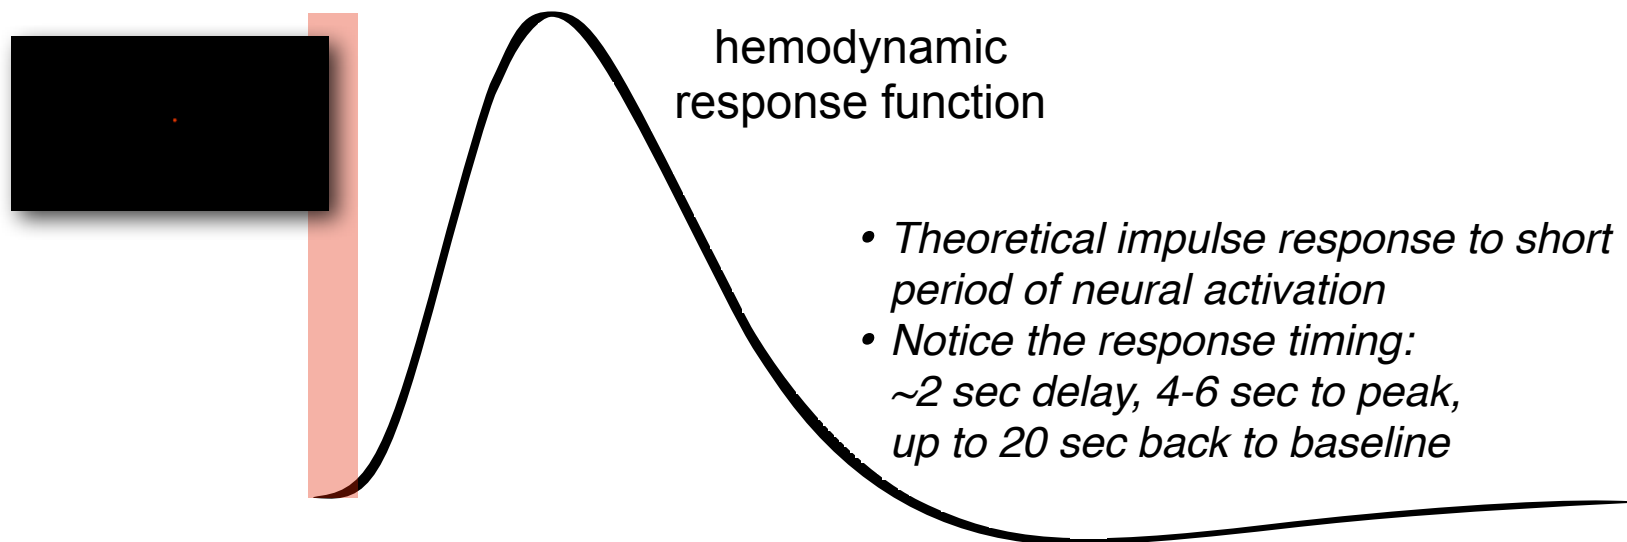 hemodynamic
response function
• Theoretical impulse response to short
period of neural activation
• Notice the response timing:
~2 sec delay, 4-6 sec to peak,
up to 20 sec back to baseline